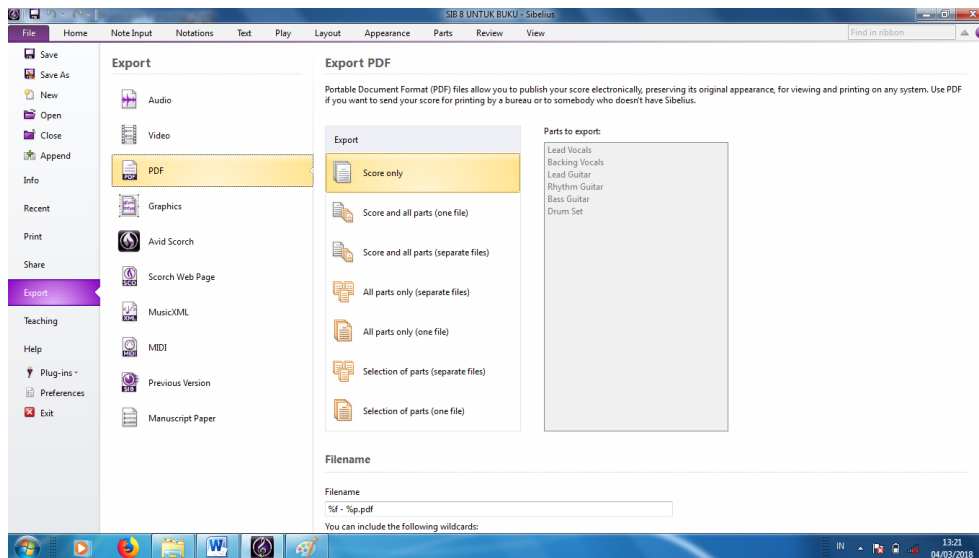 SIB 8 UNTUK BUKU - Sibelius
File Home Note Input Notations Text Play Layout Appearance Parts Review View Find in ribbon
Save
Save As
New
Open
Close
Append
Info
Recent
Print
Share
Export
Teaching
Help
Plug-ins
Preferences
Exit
Export
Audio
Video
PDF
Graphics
Avid Scorch
Scorch Web Page
MusicXML
MIDI
Previous Version
Manuscript Paper
Export PDF
Portable Document Format (PDF) files allow you to publish your score electronically, preserving its original appearance, for viewing and printing on any system. Use PDF
if you want to send your score for printing by a bureau or to somebody who doesn't have Sibelius.
Export
Score only
Score and all parts (one file)
Score and all parts (separate files)
All parts only (separate files)
All parts only (one file)
Selection of parts (separate files)
Selection of parts (one file)
Parts to export:
Lead Vocals
Backing Vocals
Lead Guitar
Rhythm Guitar
Bass Guitar
Drum Set
Filename
Filename
%f - %p.pdf
You can include the following wildcards:
IN
13:21
04/03/2018